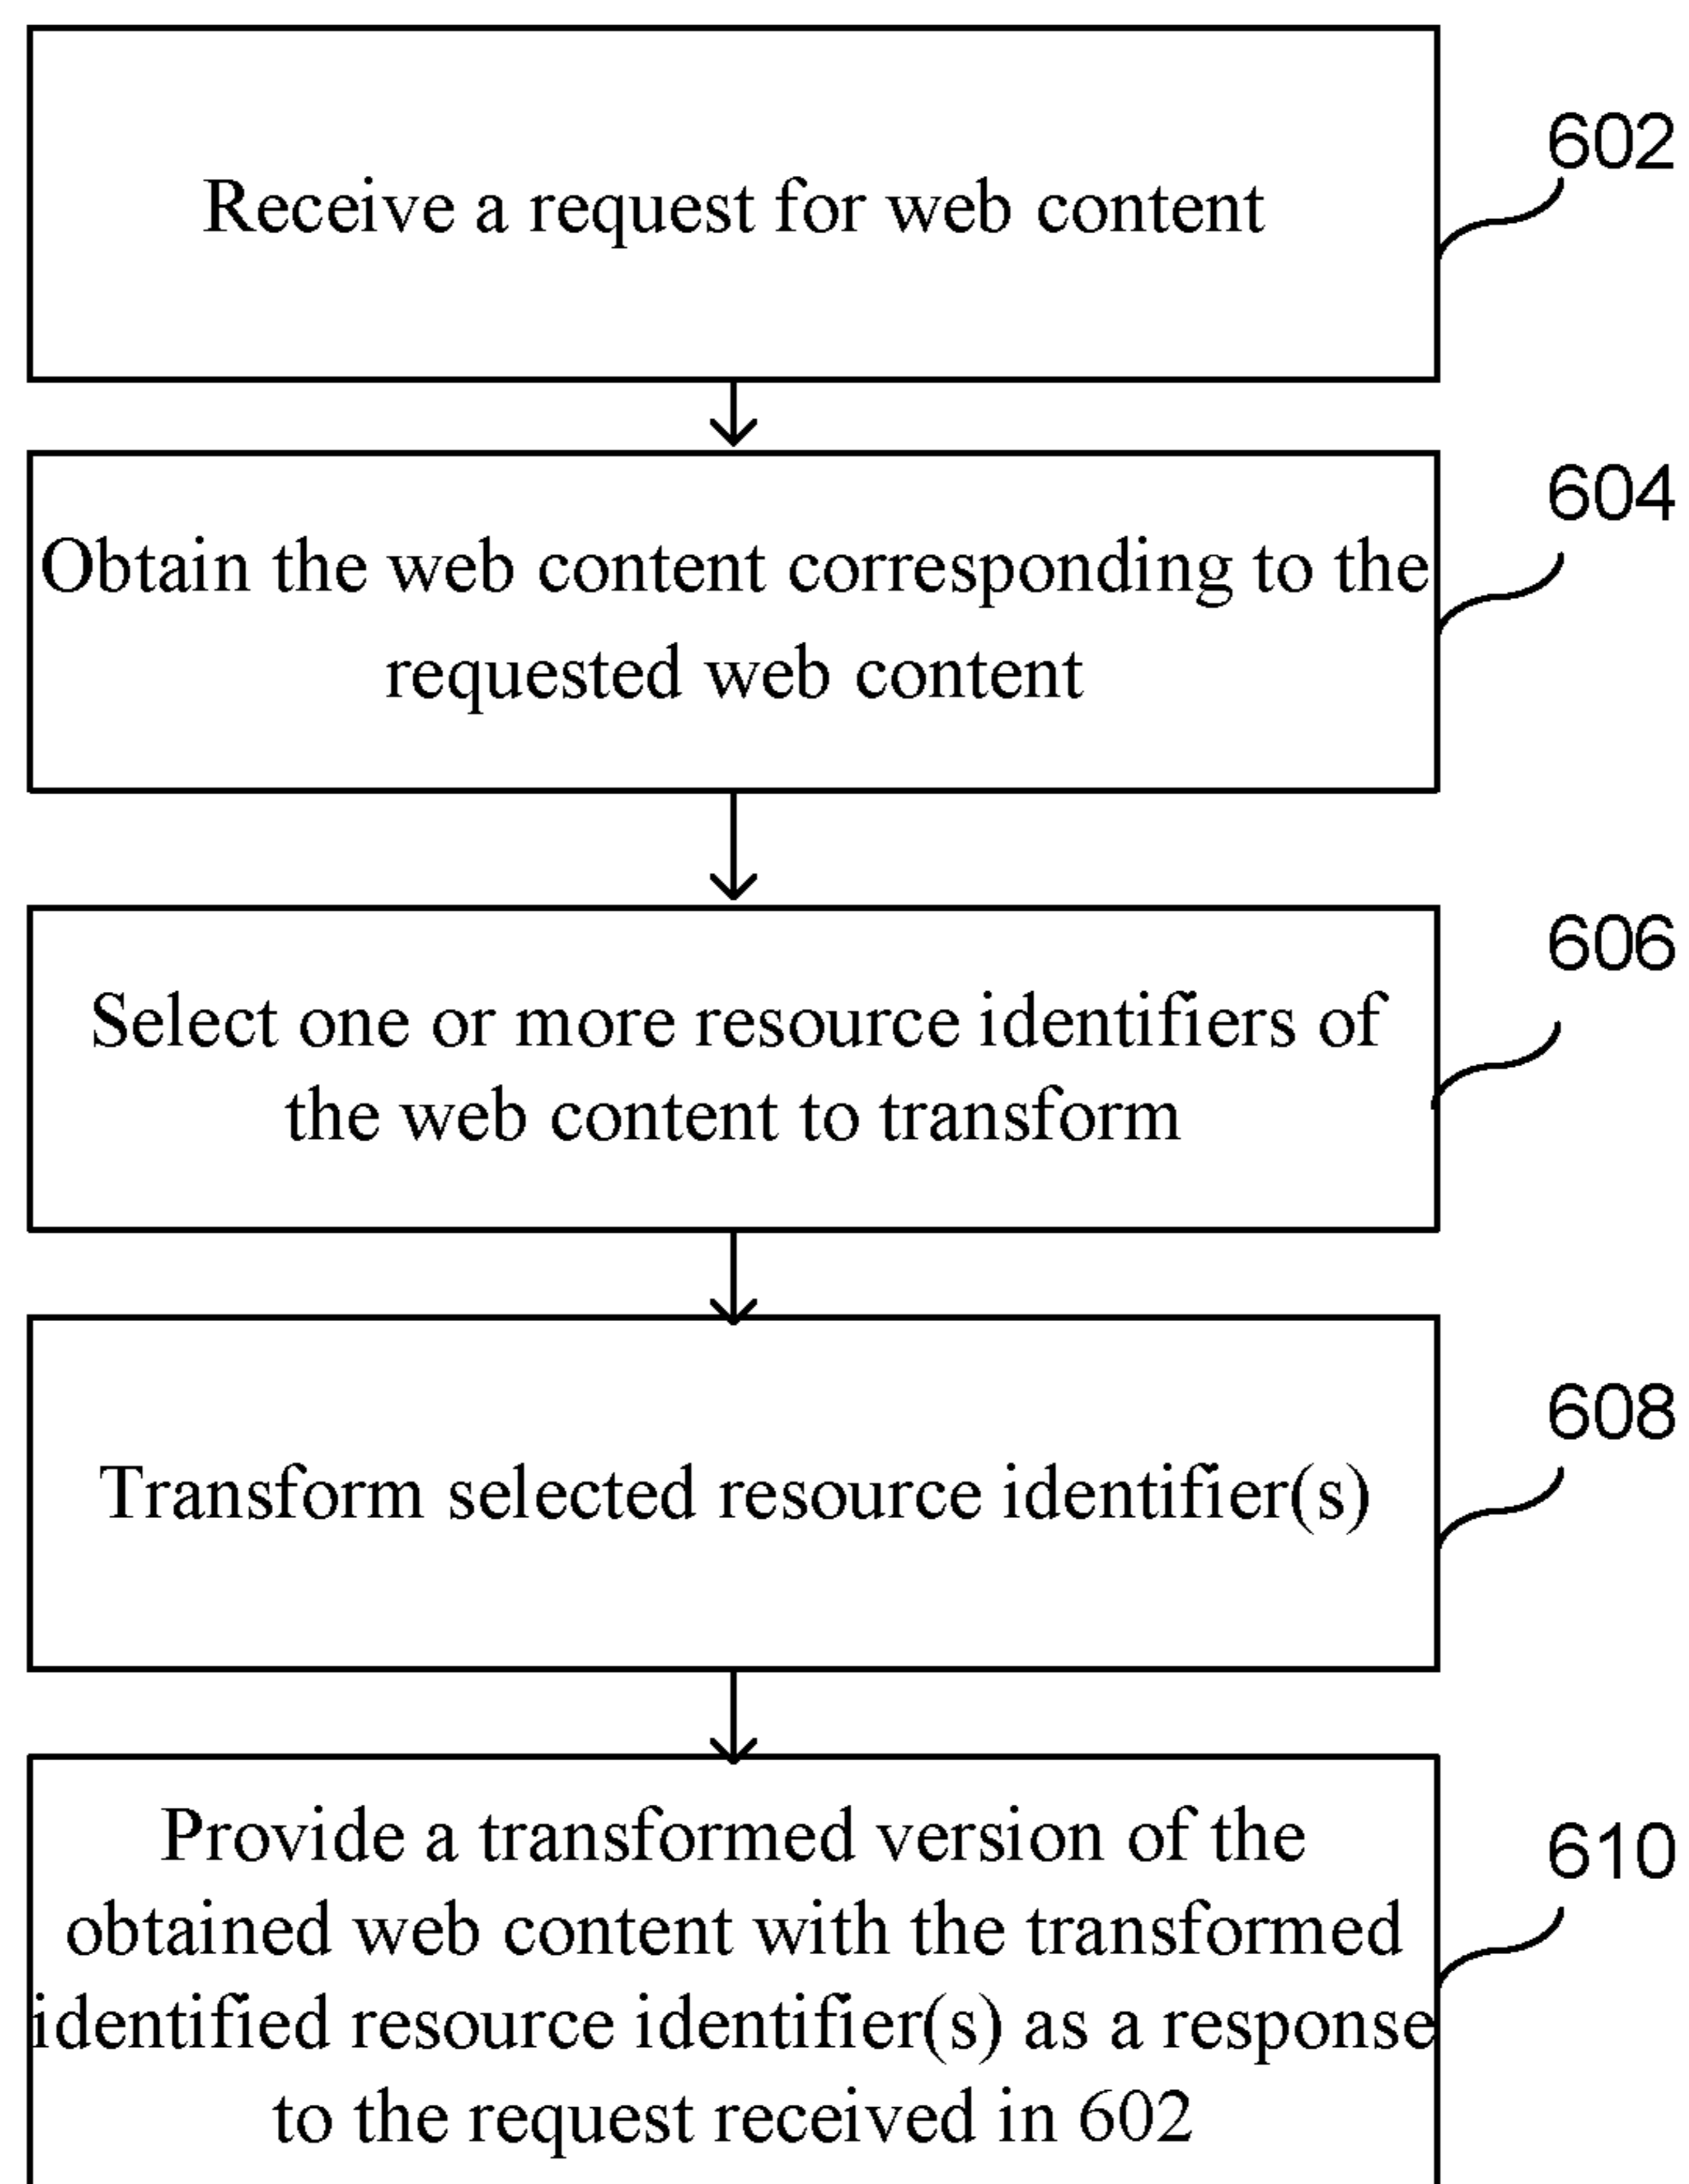 Receive a request for web content
602
Obtain the web content corresponding to the
requested web content
604
Select one or more resource identifiers of
the web content to transform
606
Transform selected resource identifier(s)
608
Provide a transformed version of the
obtained web content with the transformed
identified resource identifier(s) as a response
to the request received in 602
610